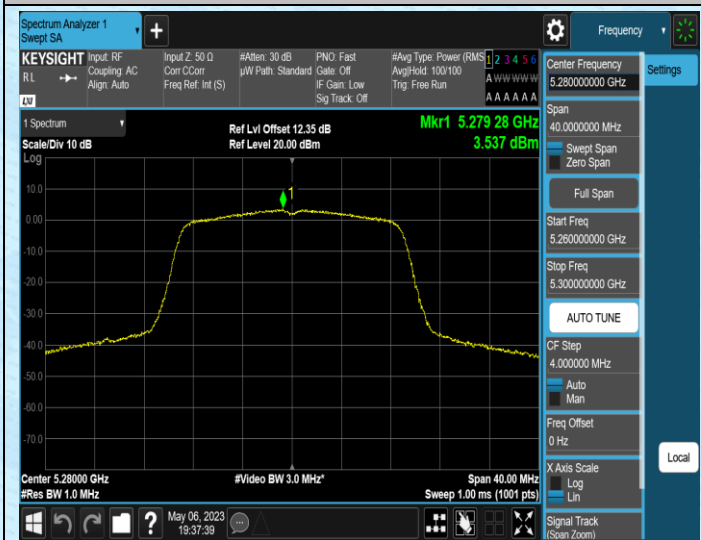 Spectrum Analyzer 1
Swept SA
Frequency
KEYSIGHT
RL
LXI
Input: RF
Coupling: AC
Align: Auto
Input Z: 50 Ω
Corr CCorr
Freq Ref: Int (S)
#Atten: 30 dB
µW Path: Standard
PNO: Fast
Gate: Off
IF Gain: Low
Sig Track: Off
#Avg Type: Power (RMS
Avg|Hold: 100/100
Trig: Free Run
1 2 3 4 5 6
A W W W W W
A A A A A A
1 Spectrum
Scale/Div 10 dB
Log
Ref Lvl Offset 12.35 dB
Ref Level 20.00 dBm
Mkr1 5.279 28 GHz
3.537 dBm
1
10.0
0.00
-10.0
-20.0
-30.0
-40.0
-50.0
-60.0
-70.0
Center 5.28000 GHz
#Res BW 1.0 MHz
#Video BW 3.0 MHz*
Span 40.00 MHz
Sweep 1.00 ms (1001 pts)
?
May 06, 2023
19:37:39
Center Frequency
5.280000000 GHz
Span
40.0000000 MHz
Swept Span
Zero Span
Full Span
Start Freq
5.260000000 GHz
Stop Freq
5.300000000 GHz
AUTO TUNE
CF Step
4.000000 MHz
Auto
Man
Freq Offset
0 Hz
X Axis Scale
Log
Lin
Signal Track
(Span Zoom)
Settings
Local